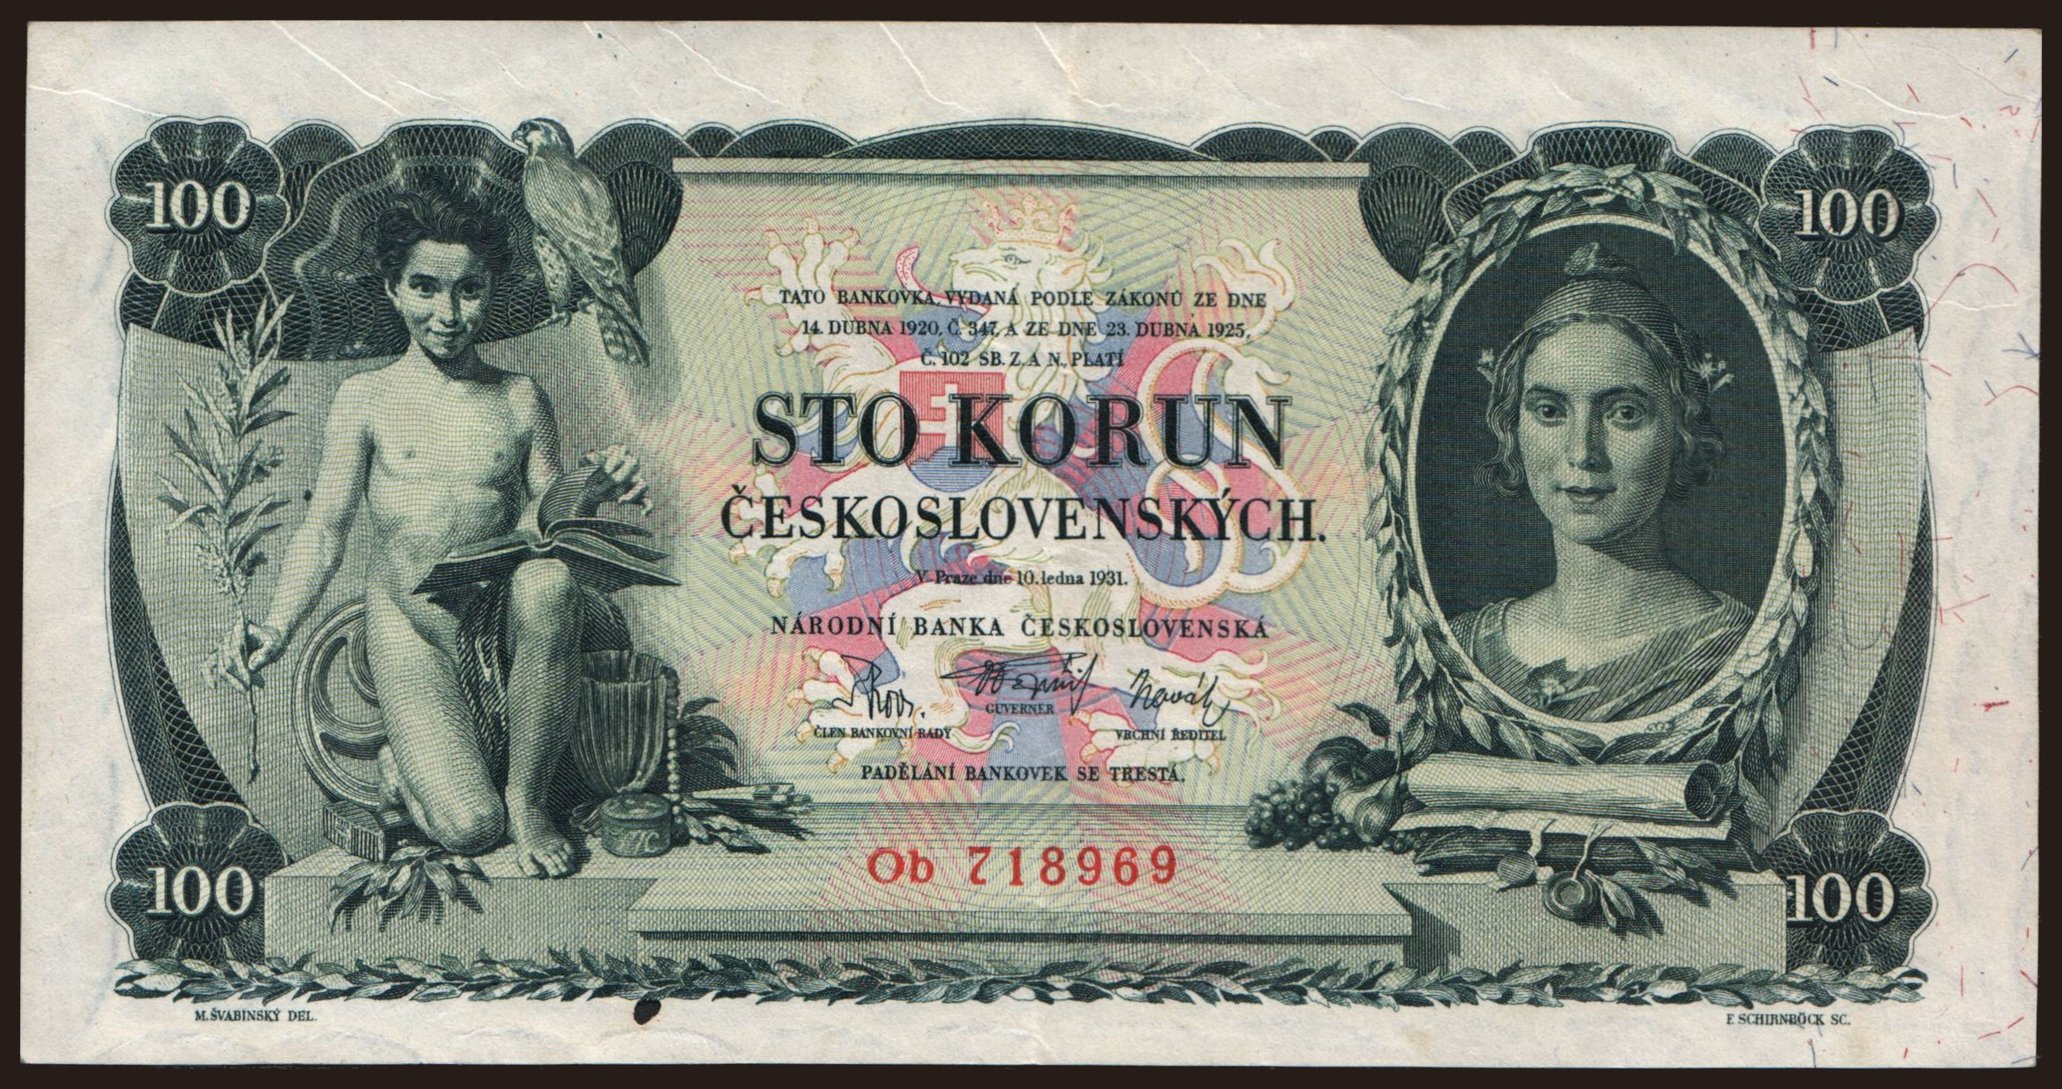 100
100
TATO BANKOVKA, VYDANÁ PODLE ZÁKONŮ ZE DNE
14. DUBNA 1920, Č. 347, A ZE DNE 23. DUBNA 1925,
Č. 102 SB. Z. A N., PLATÍ
STO KORUN
ČESKOSLOVENSKÝCH.
V Praze dne 10. ledna 1931.
NÁRODNÍ BANKA ČESKOSLOVENSKÁ
GUVERNER
ČLEN BANKOVNÍ RADY
VRCHNÍ ŘEDITEL
PADĚLÁNÍ BANKOVEK SE TRESTÁ.
Ob 718969
100
100
M. ŠVABINSKÝ DEL.
F. SCHIRNBÖCK SC.